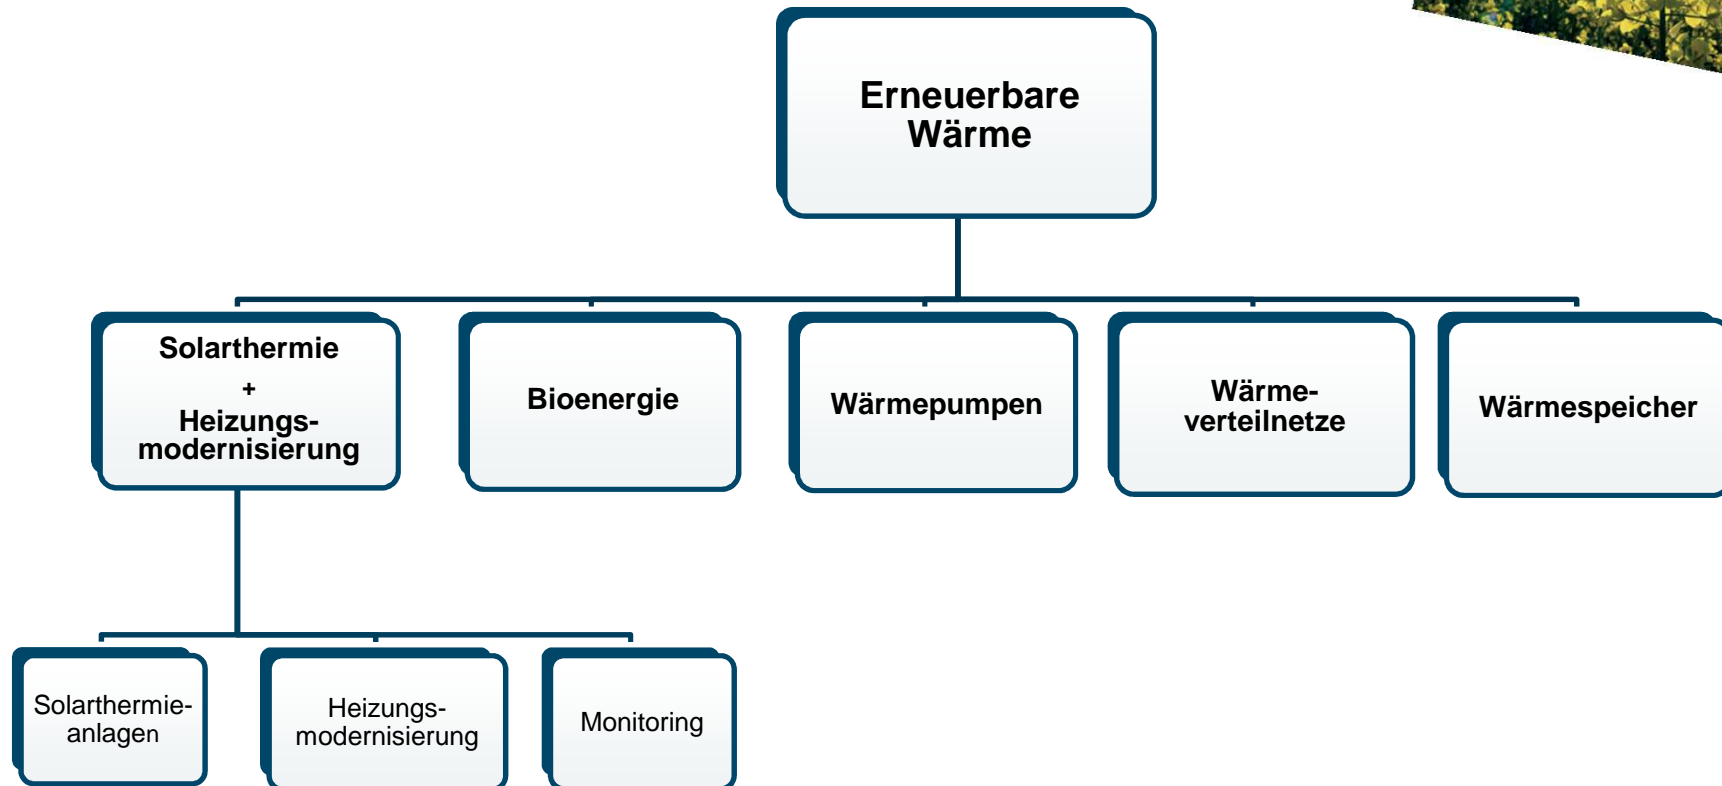 Erneuerbare
Wärme
Solarthermie
+
Heizungs-
modernisierung
Bioenergie
Wärmepumpen
Wärme-
verteilnetze
Wärmespeicher
Solarthermie-
anlagen
Heizungs-
modernisierung
Monitoring